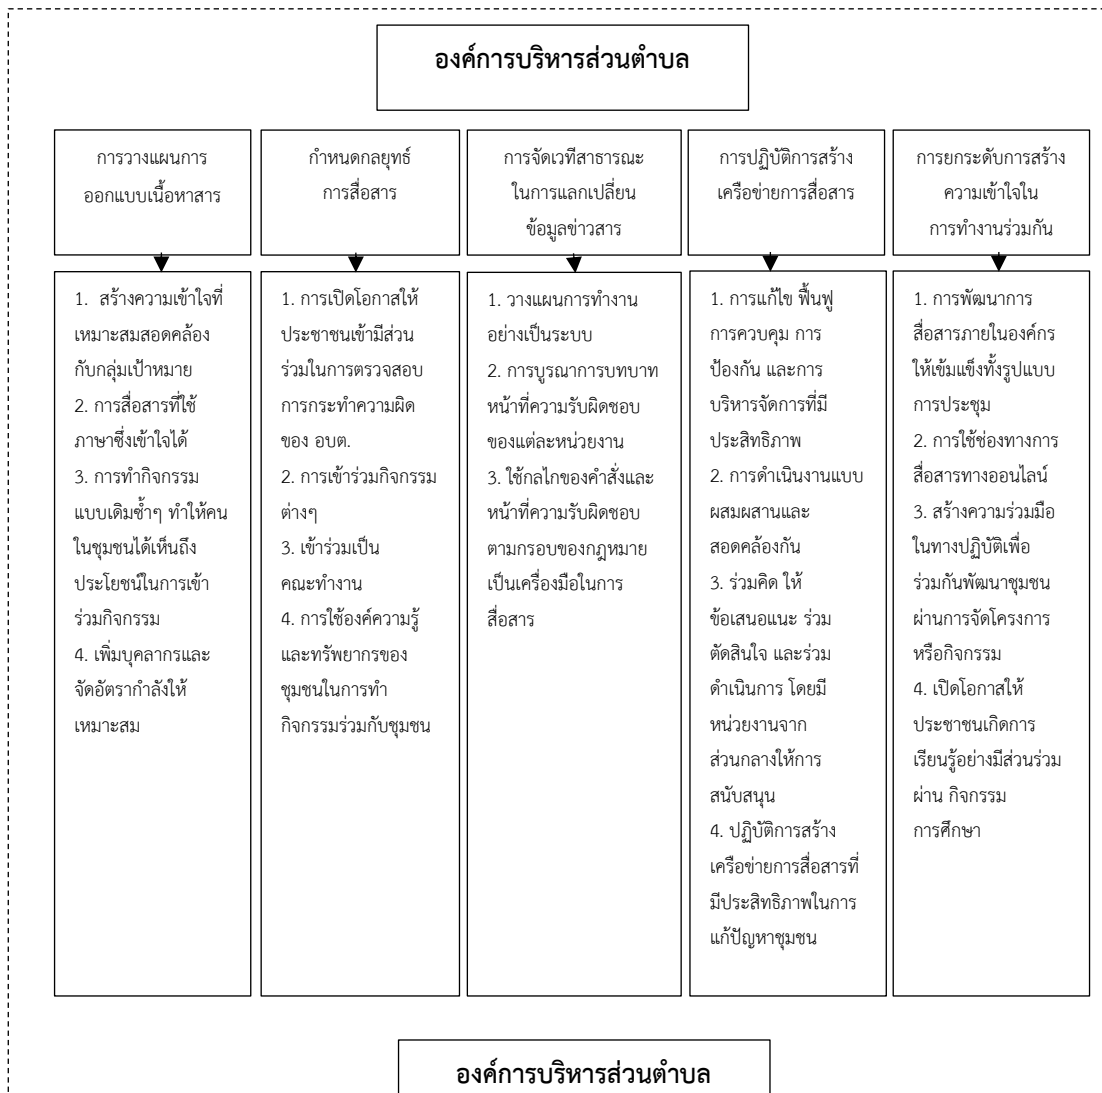 องค์การบริหารส่วนตำบล
การวางแผนการ
ออกแบบเนื้อหาสาร
กำหนดกลยุทธ์
การสื่อสาร
การจัดเวทีสาธารณะ
ในการแลกเปลี่ยน
ข้อมูลข่าวสาร
การปฏิบัติการสร้าง
เครือข่ายการสื่อสาร
การยกระดับการสร้าง
ความเข้าใจใน
การทำงานร่วมกัน
1. สร้างความเข้าใจที่
เหมาะสมสอดคล้อง
กับกลุ่มเป้าหมาย
2. การสื่อสารที่ใช้
ภาษาซึ่งเข้าใจได้
3. การทำกิจกรรม
แบบเดิมซ้ำๆ ทำให้คน
ในชุมชนได้เห็นถึง
ประโยชน์ในการเข้า
ร่วมกิจกรรม
4. เพิ่มบุคลากรและ
จัดอัตรากำลังให้
เหมาะสม
1. การเปิดโอกาสให้
ประชาชนเข้ามีส่วน
ร่วมในการตรวจสอบ
การกระทำความผิด
ของ อบต.
2. การเข้าร่วมกิจกรรม
ต่างๆ
3. เข้าร่วมเป็น
คณะทำงาน
4. การใช้องค์ความรู้
และทรัพยากรของ
ชุมชนในการทำ
กิจกรรมร่วมกับชุมชน
1. วางแผนการทำงาน
อย่างเป็นระบบ
2. การบูรณาการบทบาท
หน้าที่ความรับผิดชอบ
ของแต่ละหน่วยงาน
3. ใช้กลไกของคำสั่งและ
หน้าที่ความรับผิดชอบ
ตามกรอบของกฎหมาย
เป็นเครื่องมือในการ
สื่อสาร
1. การแก้ไข ฟื้นฟู
การควบคุม การ
ป้องกัน และการ
บริหารจัดการที่มี
ประสิทธิภาพ
2. การดำเนินงานแบบ
ผสมผสานและ
สอดคล้องกัน
3. ร่วมคิด ให้
ข้อเสนอแนะ ร่วม
ตัดสินใจ และร่วม
ดำเนินการ โดยมี
หน่วยงานจาก
ส่วนกลางให้การ
สนับสนุน
4. ปฏิบัติการสร้าง
เครือข่ายการสื่อสารที่
มีประสิทธิภาพในการ
แก้ปัญหาชุมชน
1. การพัฒนาการ
สื่อสารภายในองค์กร
ให้เข้มแข็งทั้งรูปแบบ
การประชุม
2. การใช้ช่องทางการ
สื่อสารทางออนไลน์
3. สร้างความร่วมมือ
ในทางปฏิบัติเพื่อ
ร่วมกันพัฒนาชุมชน
ผ่านการจัดโครงการ
หรือกิจกรรม
4. เปิดโอกาสให้
ประชาชนเกิดการ
เรียนรู้อย่างมีส่วนร่วม
ผ่าน กิจกรรม
การศึกษา
องค์การบริหารส่วนตำบล